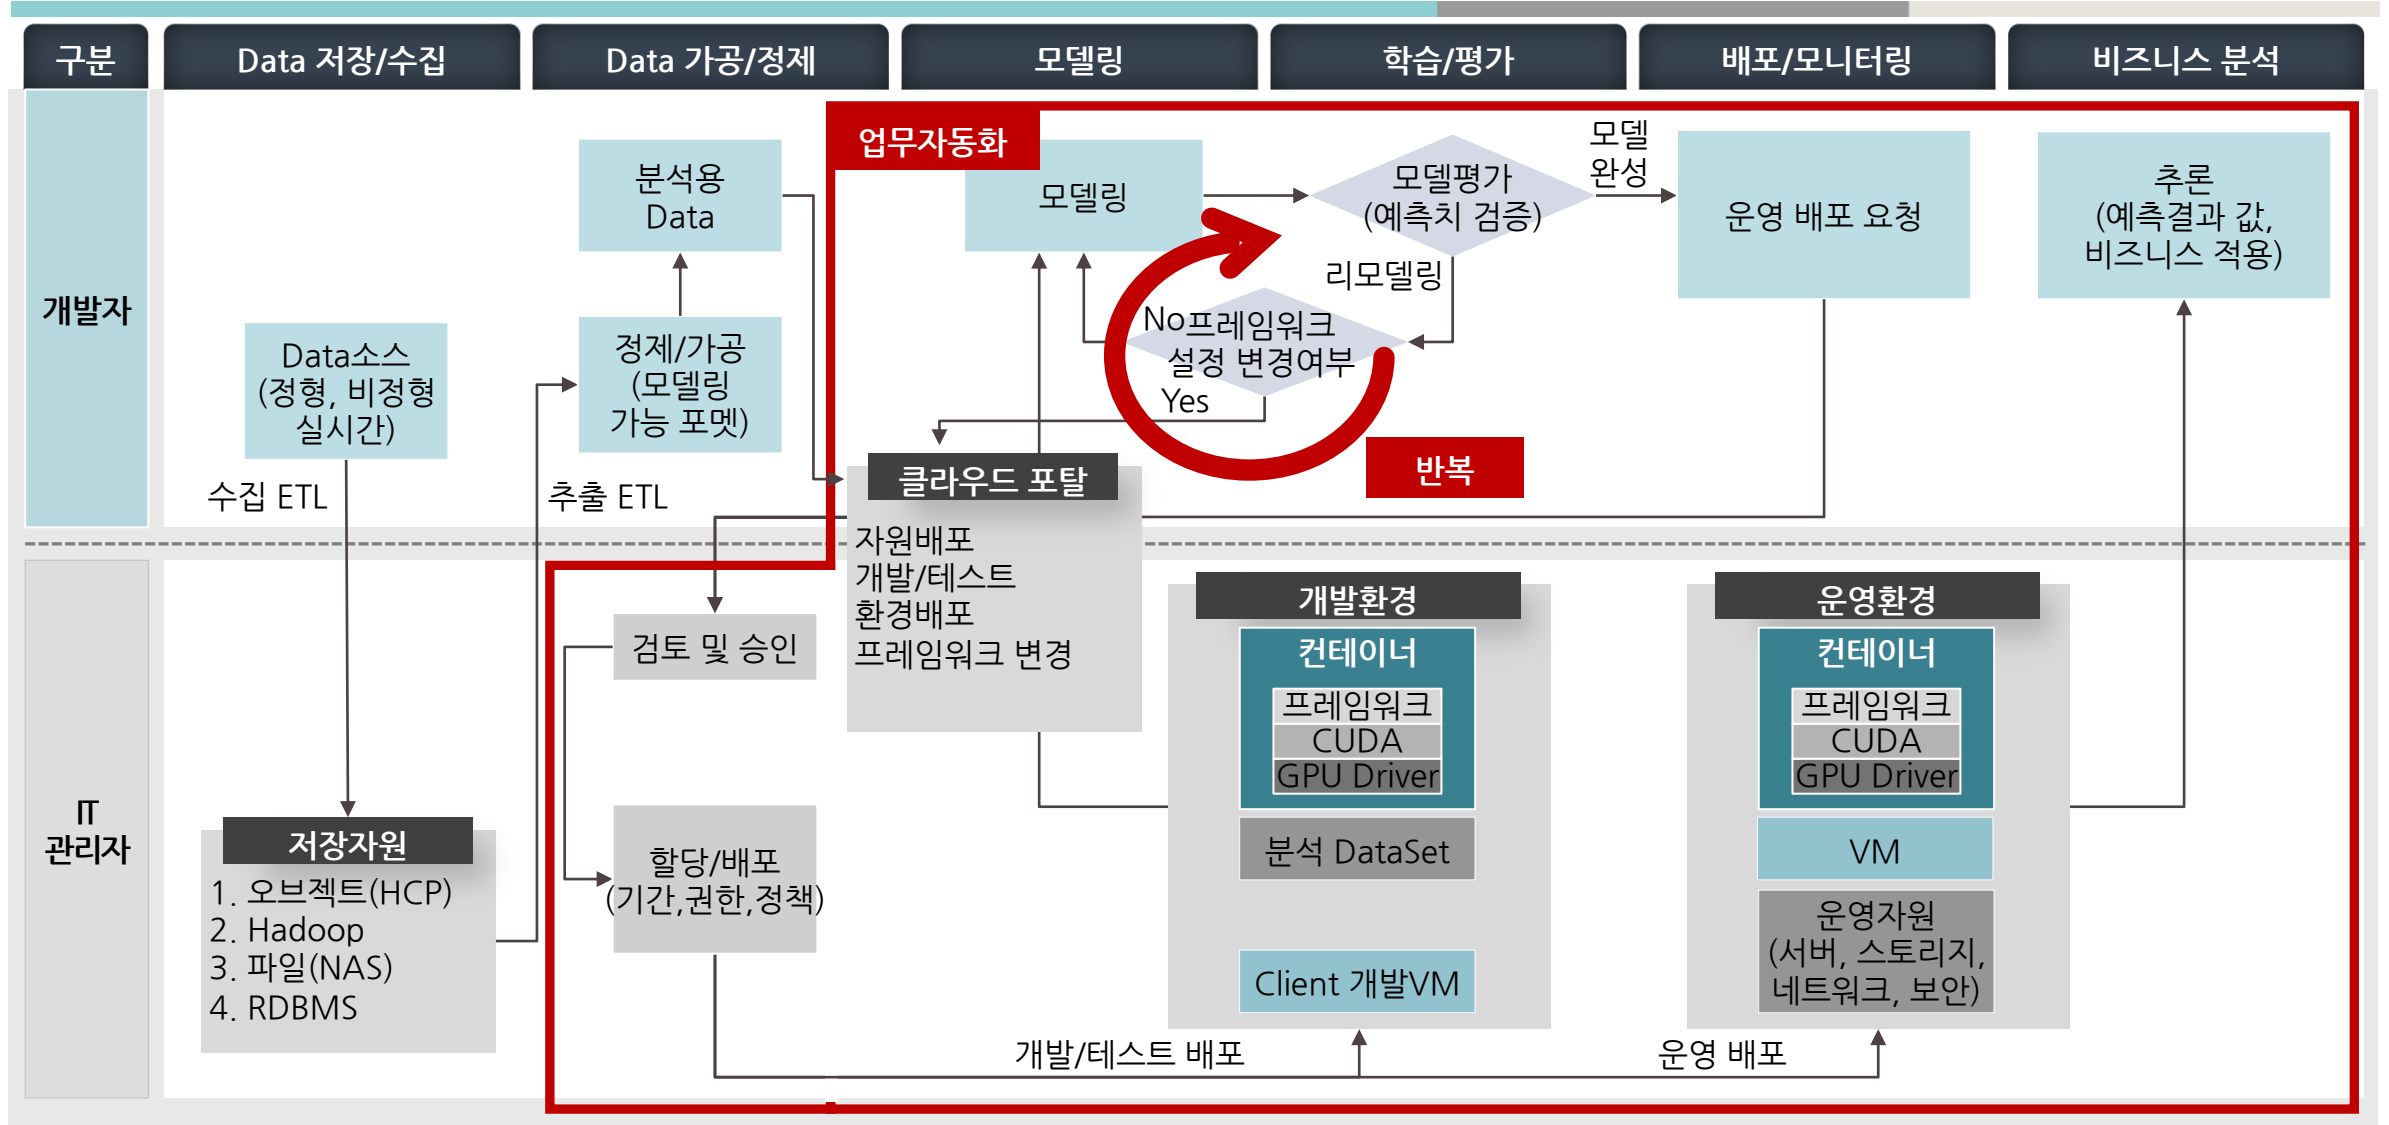 구분
Data 저장/수집
Data 가공/정제
모델링
학습/평가
배포/모니터링
비즈니스 분석
개발자
Data소스
(정형, 비정형
실시간)
수집 ETL
분석용
Data
정제/가공
(모델링
가능 포멧)
추출 ETL
업무자동화
모델링
모델평가
(예측치 검증)
모델
완성
운영 배포 요청
추론
(예측결과 값,
비즈니스 적용)
리모델링
No
프레임워크
설정 변경여부
Yes
반복
클라우드 포탈
자원배포
개발/테스트
환경배포
프레임워크 변경
IT
관리자
저장자원
1. 오브젝트(HCP)
2. Hadoop
3. 파일(NAS)
4. RDBMS
검토 및 승인
할당/배포
(기간,권한,정책)
개발환경
컨테이너
프레임워크
CUDA
GPU Driver
분석 DataSet
Client 개발VM
운영환경
컨테이너
프레임워크
CUDA
GPU Driver
VM
운영자원
(서버, 스토리지,
네트워크, 보안)
개발/테스트 배포
운영 배포